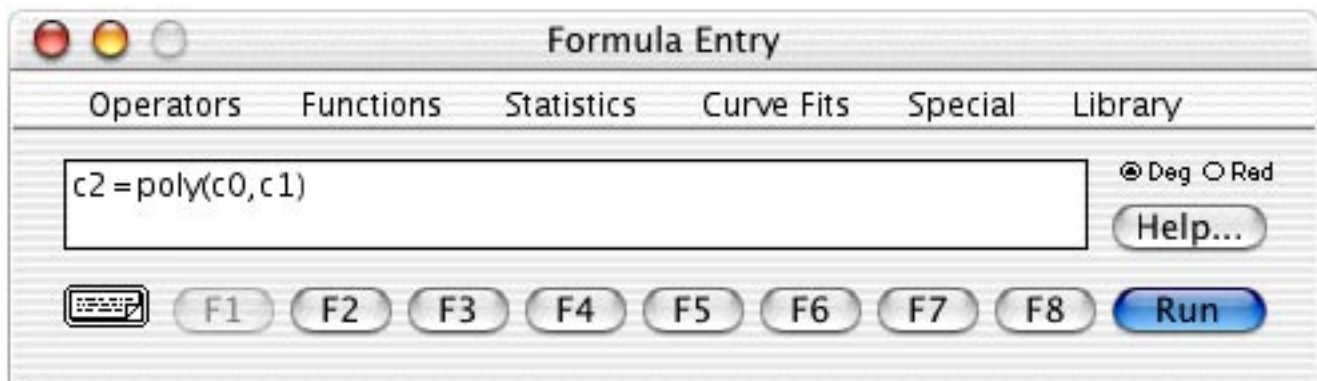 Formula Entry
Operators Functions Statistics Curve Fits Special Library
c2=poly(c0,c1)
Deg Rad
Help...
F1 F2 F3 F4 F5 F6 F7 F8 Run